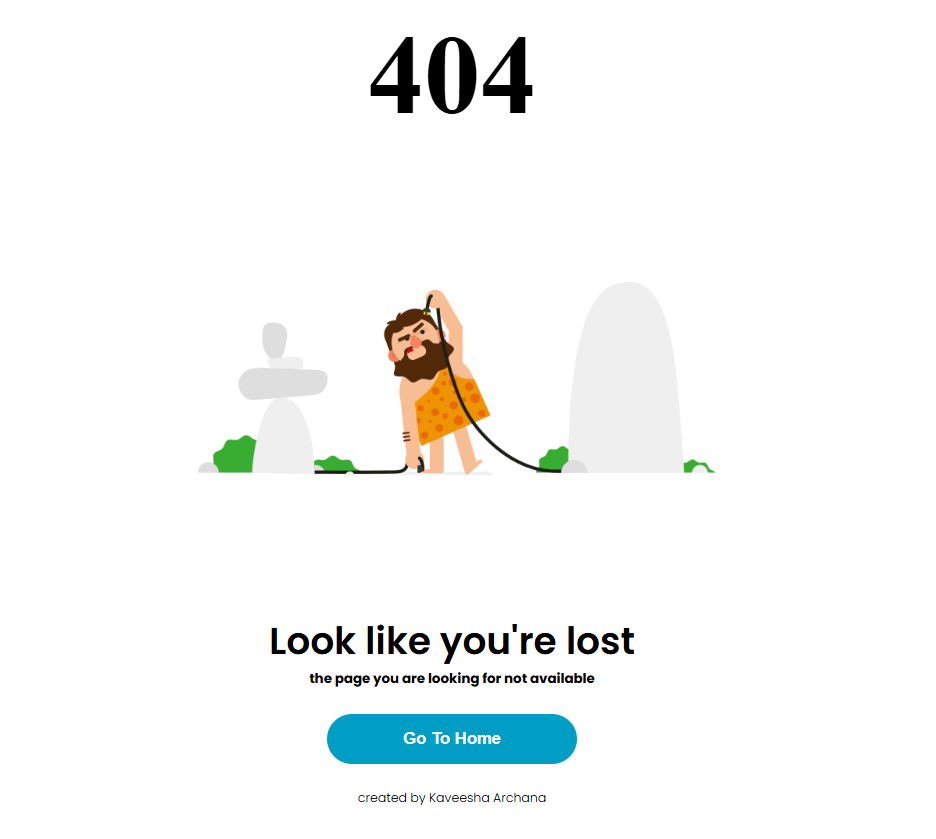 404
Look like you're lost
the page you are looking for not available
Go To Home
created by Kaveesha Archana